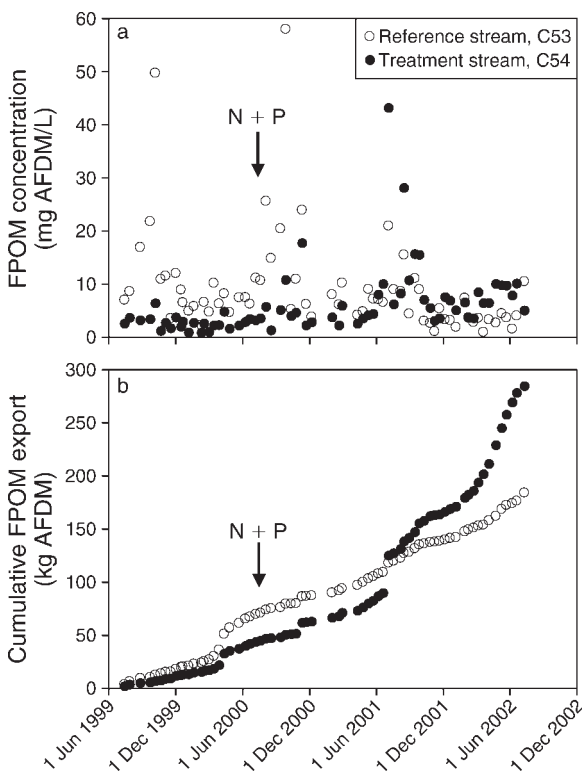 a
Reference stream, C53
Treatment stream, C54
N + P
FPOM concentration
(mg AFDM/L)
60
50
40
30
20
10
0
b
N + P
Cumulative FPOM export
(kg AFDM)
300
250
200
150
100
50
0
1 Jun 1999
1 Dec 1999
1 Jun 2000
1 Dec 2000
1 Jun 2001
1 Dec 2001
1 Jun 2002
1 Dec 2002